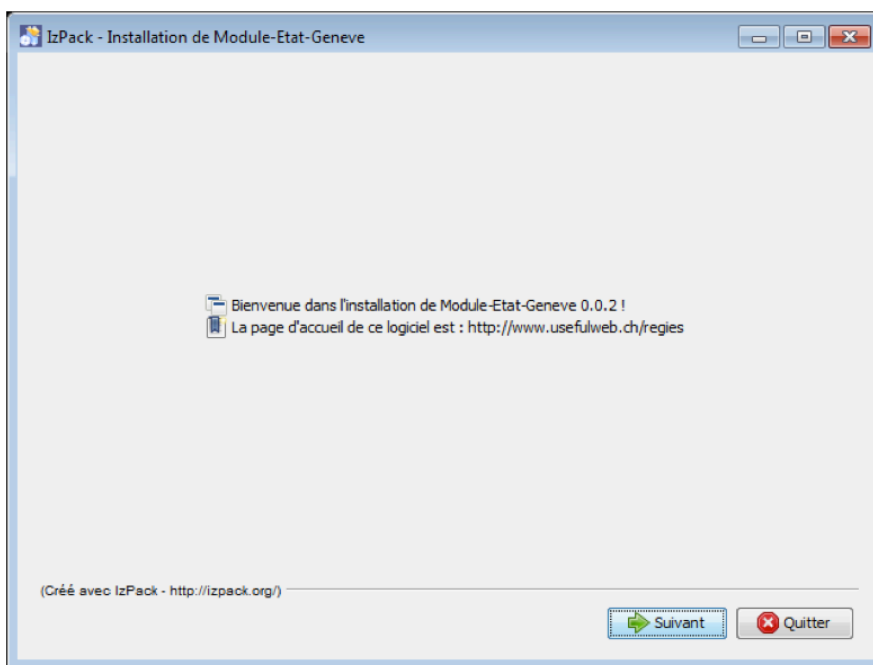 IzPack - Installation de Module-Etat-Geneve
Bienvenue dans l'installation de Module-Etat-Geneve 0.0.2 !
La page d'accueil de ce logiciel est : http://www.usefulweb.ch/regies
(Créé avec IzPack - http://izpack.org/)
Suivant
Quitter